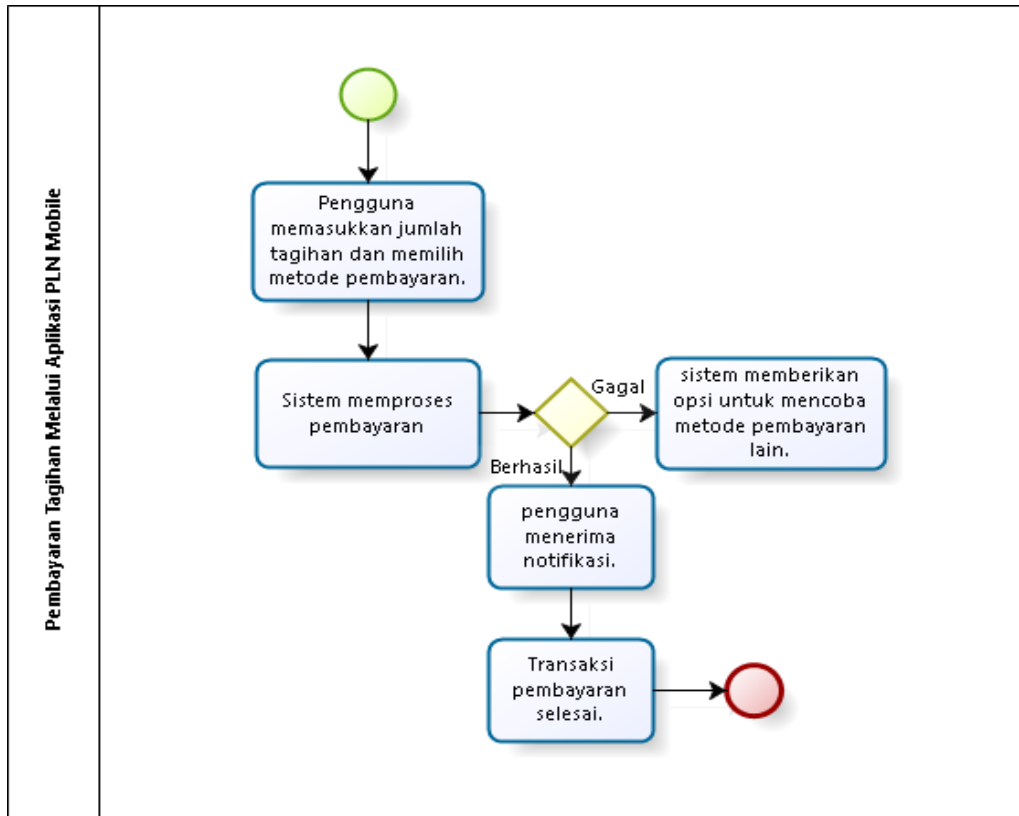 Pembayaran Tagihan Melalui Aplikasi PLN Mobile
Pengguna
memasukkan jumlah
tagihan dan memilih
metode pembayaran.
Sistem memproses
pembayaran
Gagal
sistem memberikan
opsi untuk mencoba
metode pembayaran
lain.
Berhasil
pengguna
menerima
notifikasi.
Transaksi
pembayaran
selesai.